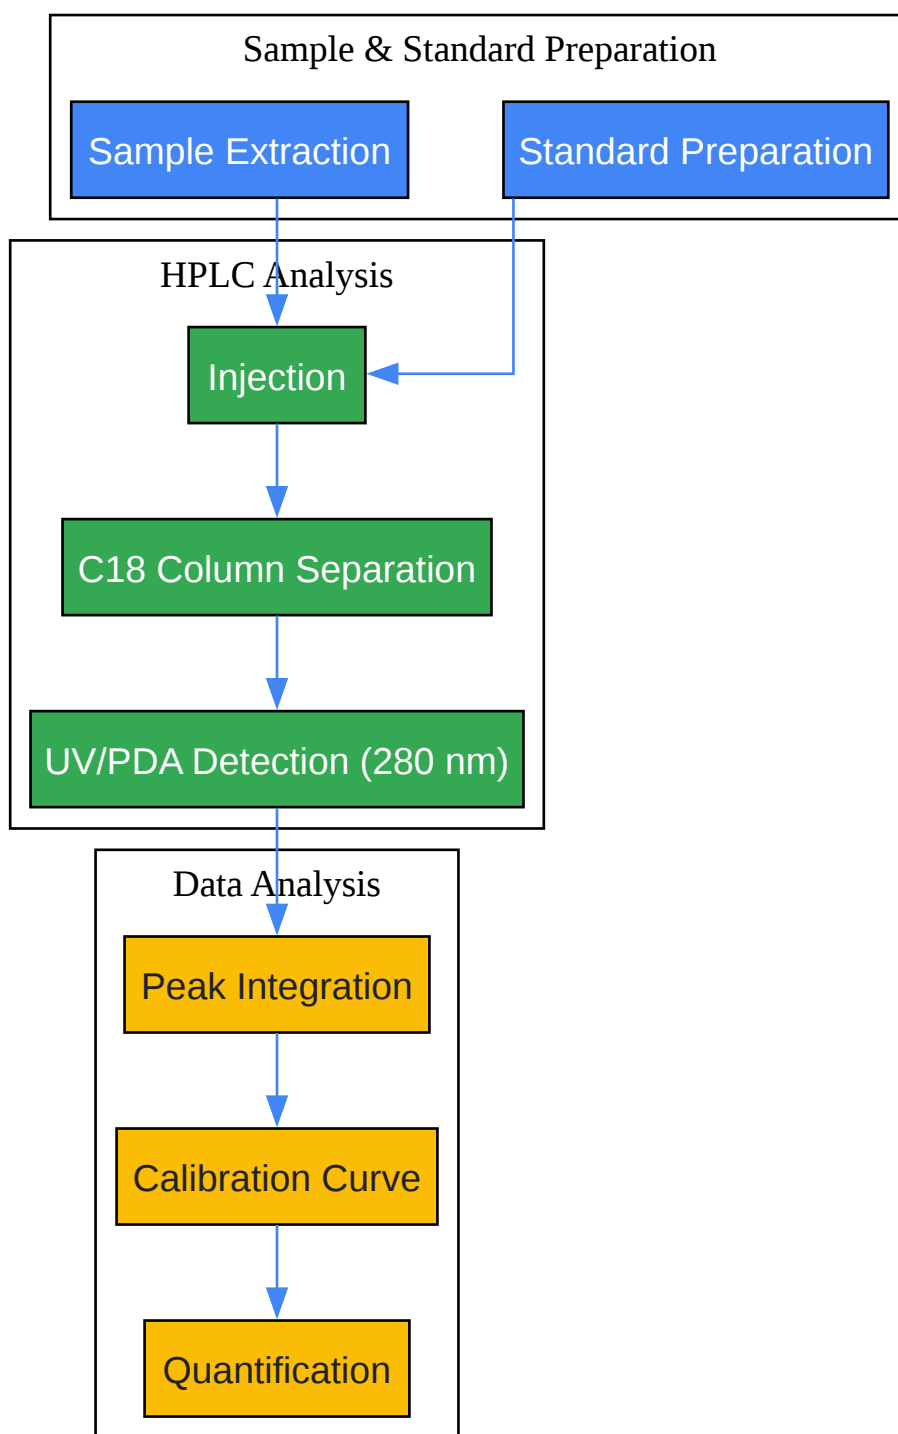 Sample & Standard Preparation
Sample Extraction
Standard Preparation
HPLC Analysis
Injection
C18 Column Separation
UV/PDA Detection (280 nm)
Data Analysis
Peak Integration
Calibration Curve
Quantification